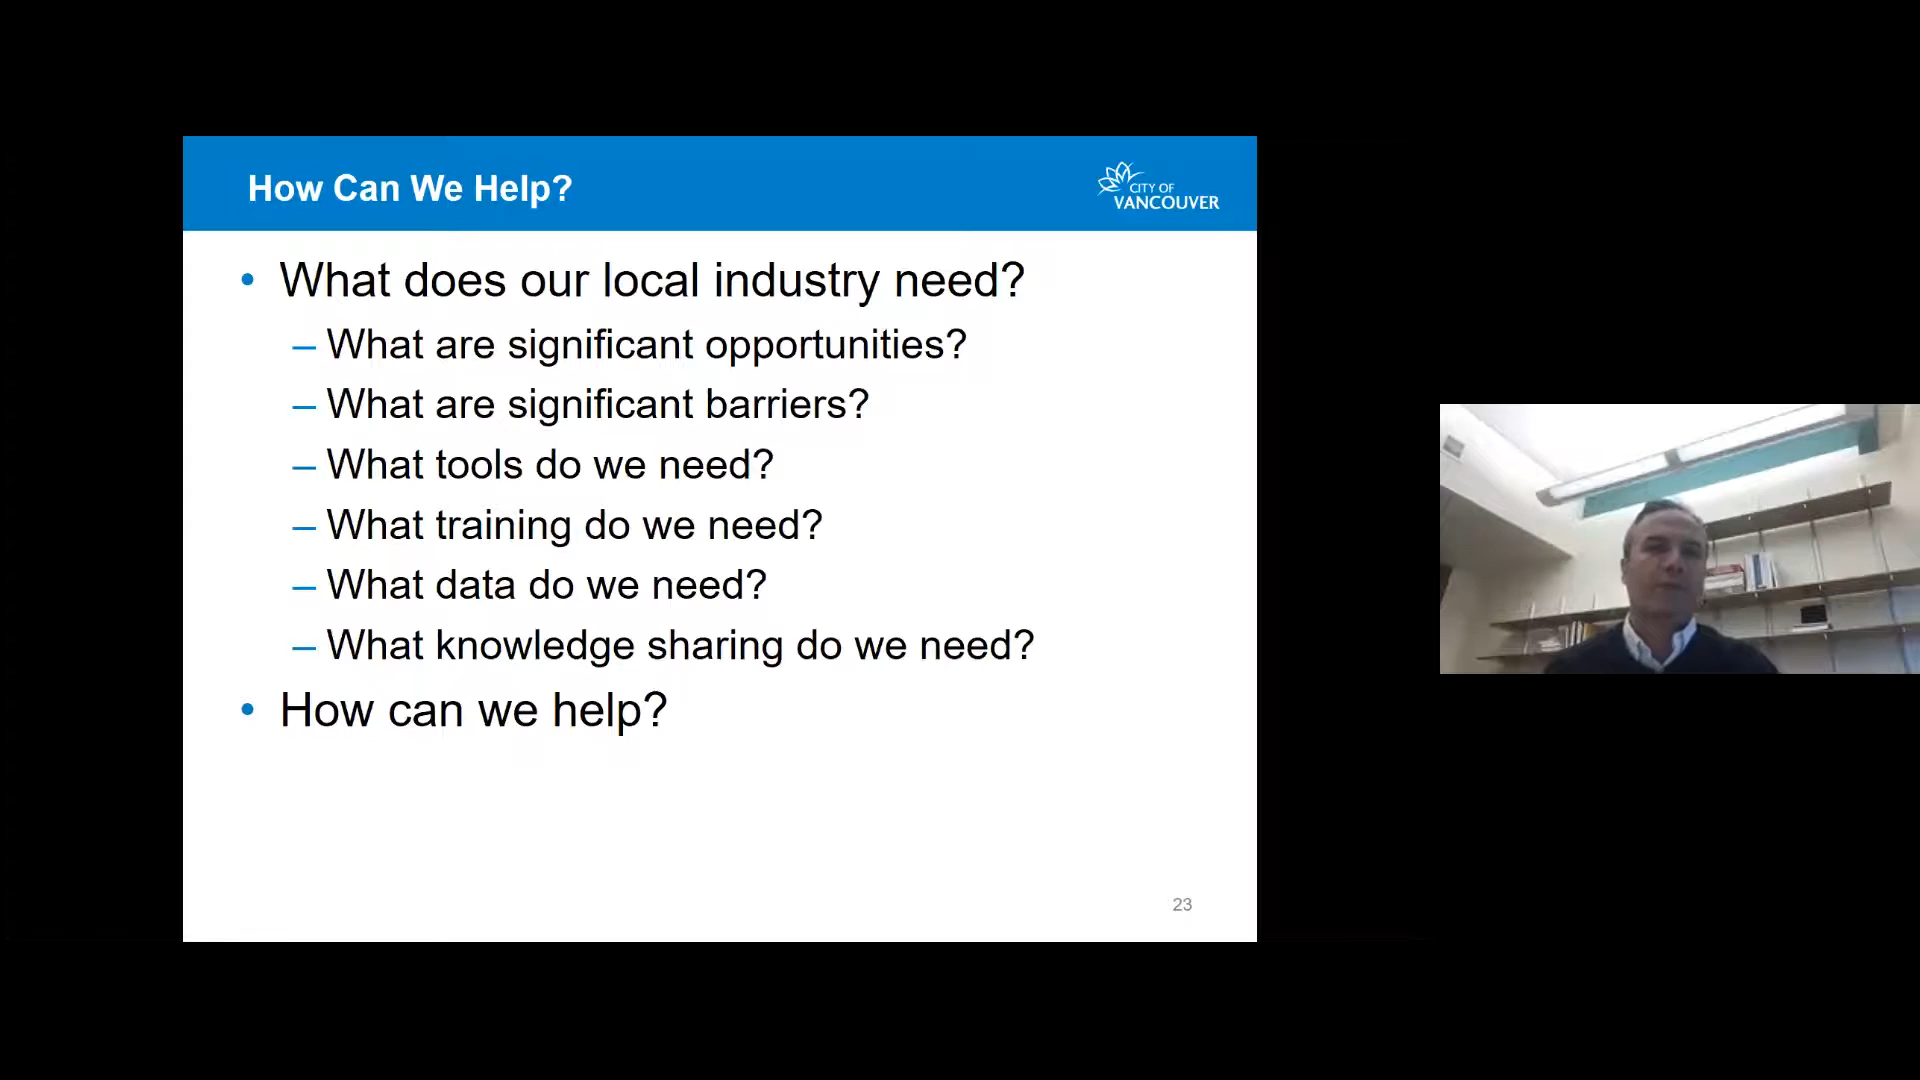 How Can We Help?
CITY OF
VANCOUVER
• What does our local industry need?
– What are significant opportunities?
– What are significant barriers?
– What tools do we need?
– What training do we need?
– What data do we need?
– What knowledge sharing do we need?
• How can we help?
23